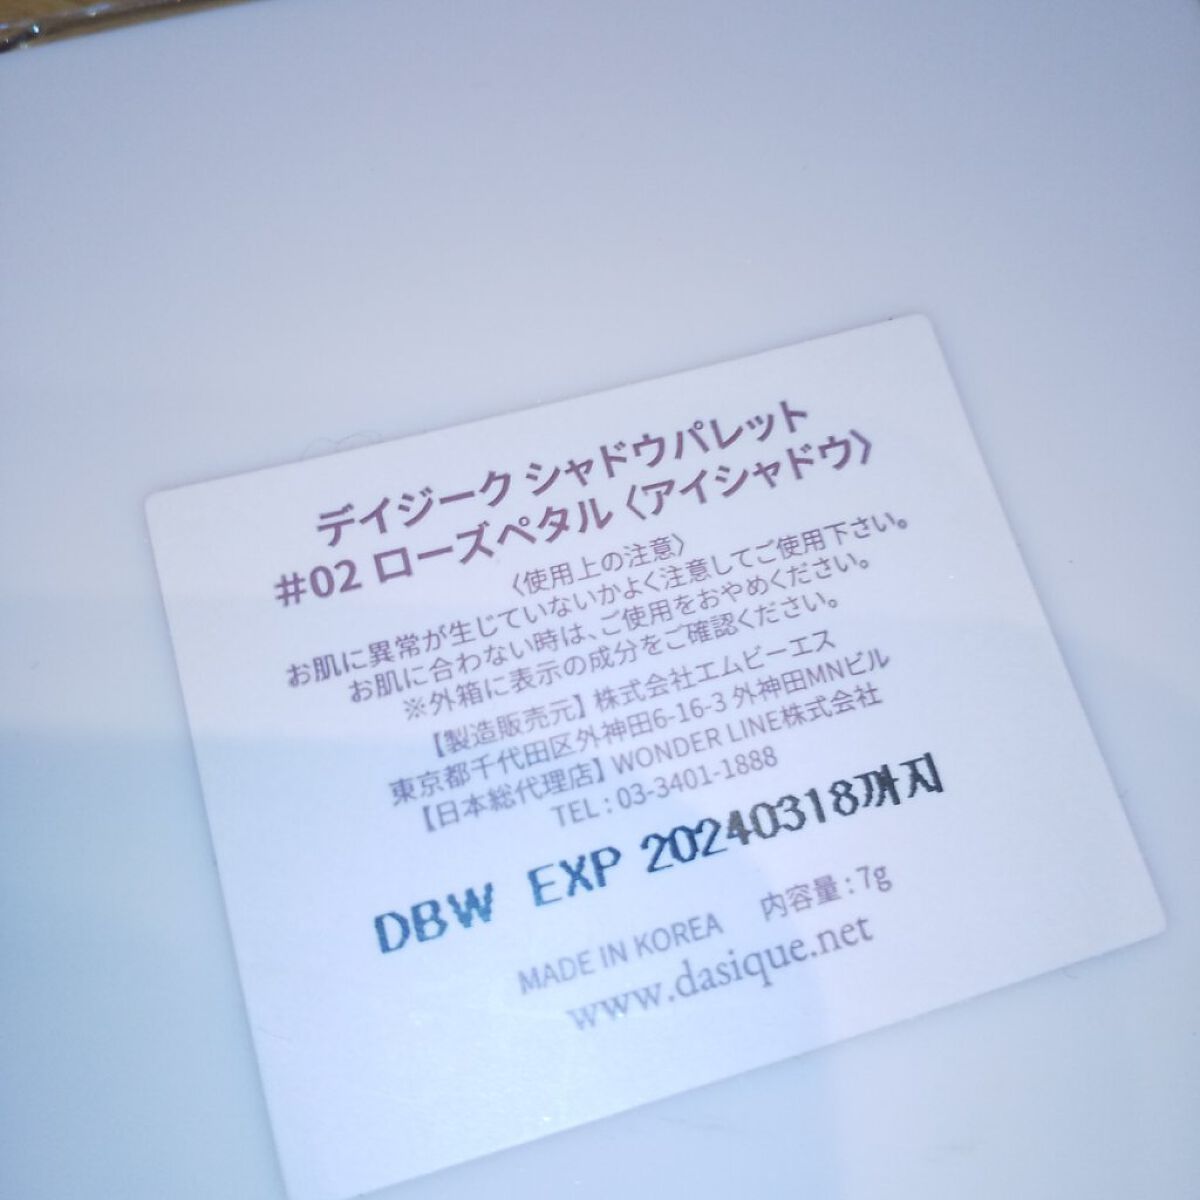 デイジーク シャドウパレット
#02 ローズペタル〈アイシャドウ〉
〈使用上の注意〉
お肌に異常が生じていないかよく注意してご使用下さい。
お肌に合わない時は、ご使用をおやめください。
※外箱に表示の成分をご確認ください。
【製造販売元】株式会社エムピーエス
東京都千代田区外神田6-16-3 外神田MNビル
【日本総代理店】WONDER LINE株式会社
TEL : 03-3401-1888
DBW EXP 20240318까지
MADE IN KOREA 内容量 : 7g
www.dasique.net